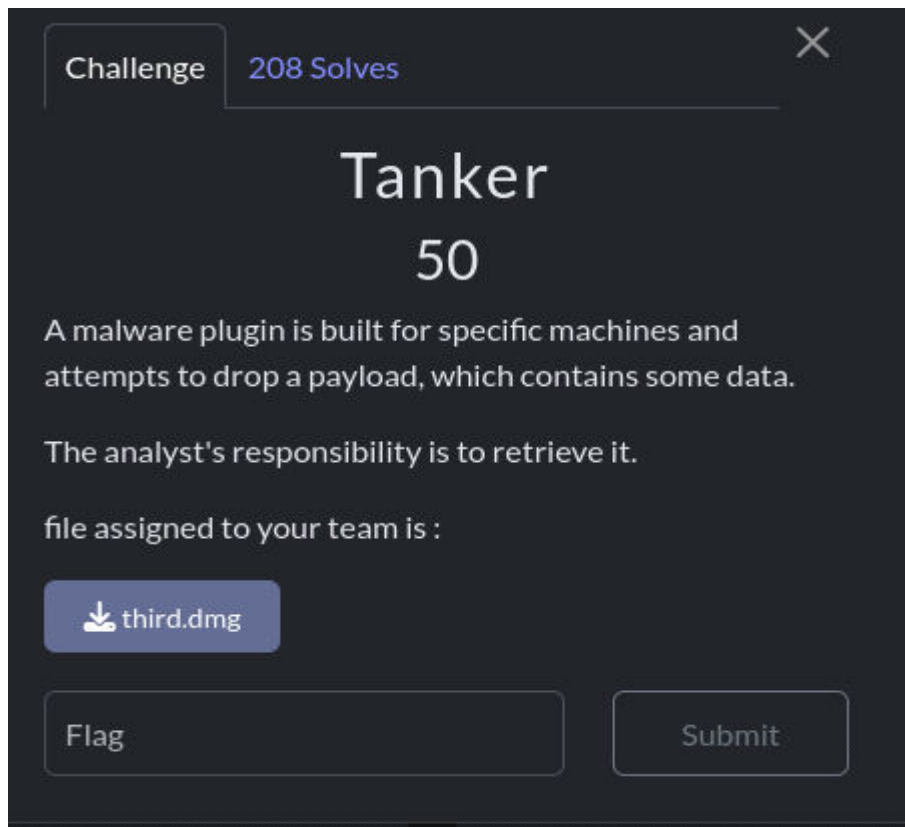 Challenge
208 Solves
Tanker
50
A malware plugin is built for specific machines and
attempts to drop a payload, which contains some data.
The analyst's responsibility is to retrieve it.
file assigned to your team is :
third.dmg
Flag
Submit